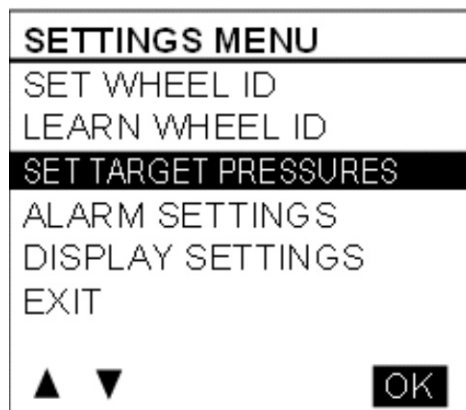 SETTINGS MENU
SET WHEEL ID
LEARN WHEEL ID
SET TARGET PRESSURES
ALARM SETTINGS
DISPLAY SETTINGS
EXIT
OK